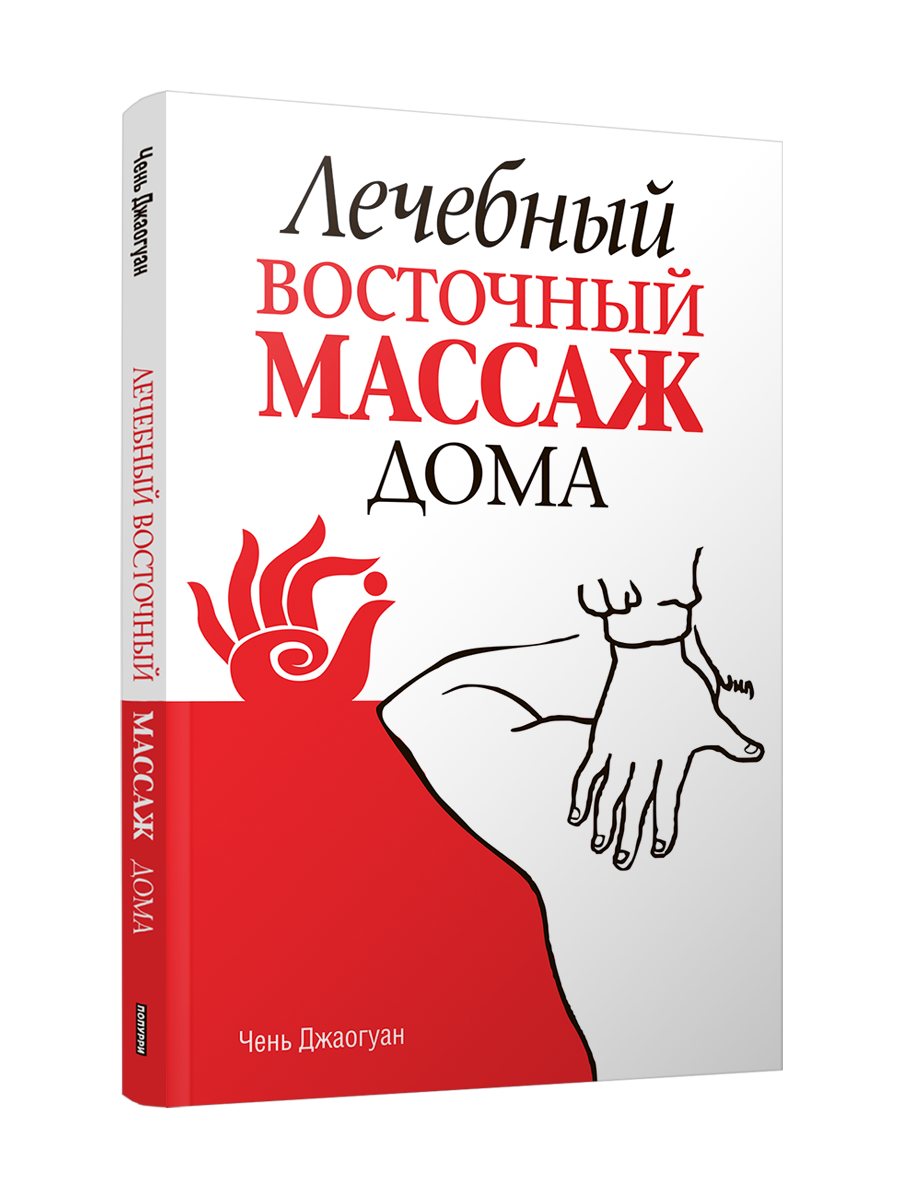 Лечебный
ВОСТОЧНЫЙ
МАССАЖ
ДОМА
Чень Джаогуан
Чень Джаогуан
ЛЕЧЕБНЫЙ ВОСТОЧНЫЙ МАССАЖ ДОМА
ПОПУРРИ